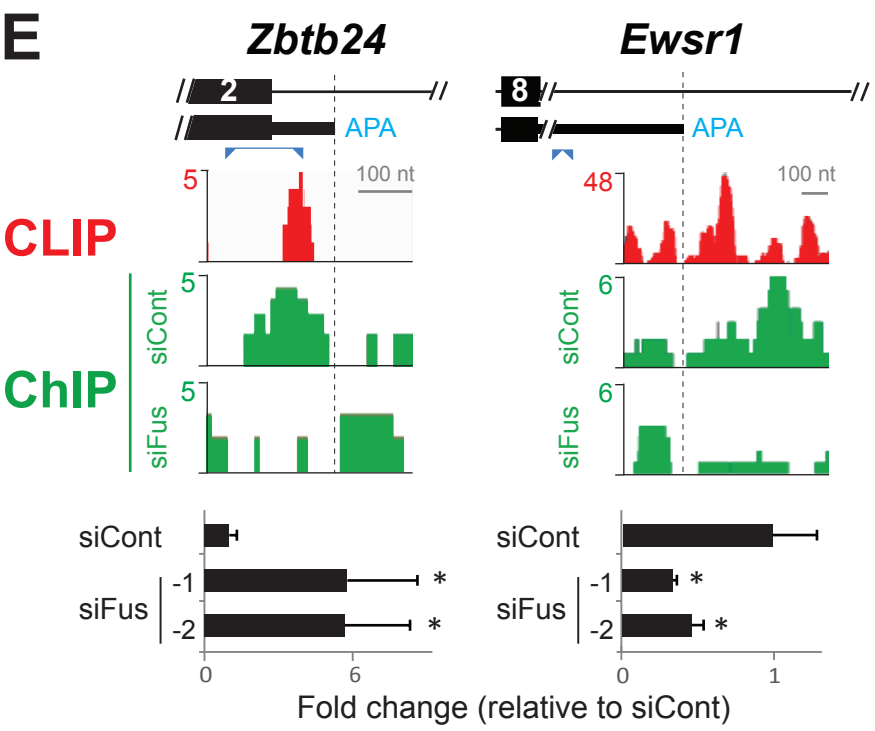 E
Zbtb24
Ewsr1
2
8
APA
APA
5
100 nt
48
100 nt
CLIP
5
siCont
6
siCont
ChIP
5
siFus
6
siFus
siCont
siCont
-1
*
-1
*
siFus
siFus
-2
*
-2
*
0
6
0
1
Fold change (relative to siCont)